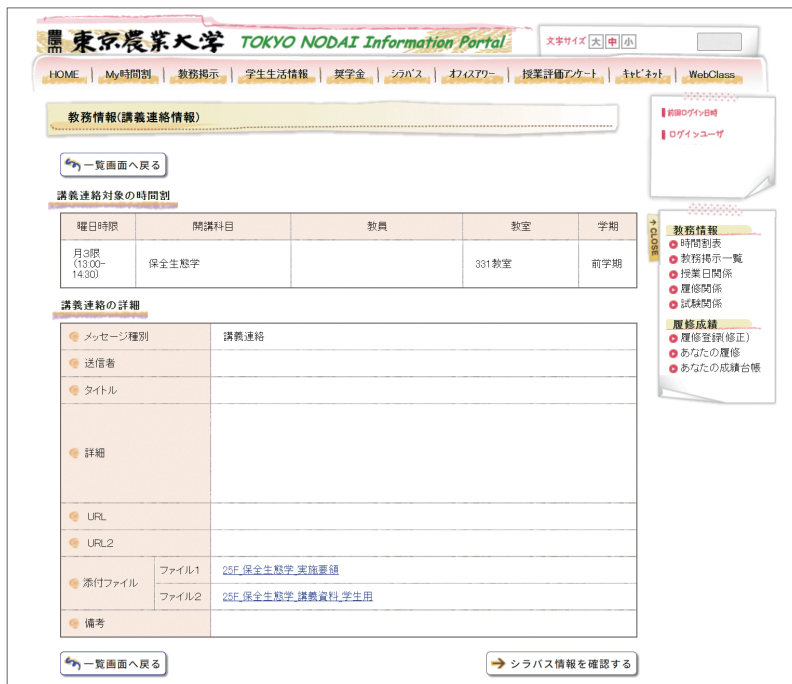 東京農業大学 TOKYO NODAI Information Portal 文字サイズ 大 中 小
HOME My時間割 教務掲示 学生生活情報 奨学金 シラバス オフィスアワー 授業評価アンケート キャビネット WebClass
教務情報(講義連絡情報)
前回ログイン日時
ログインユーザ
一覧画面へ戻る
講義連絡対象の時間割
曜日時限 開講科目 教員 教室 学期
月3限
(13:00-
14:30)
保全生態学 331教室 前学期
講義連絡の詳細
メッセージ種別 講義連絡
送信者
タイトル
詳細
URL
URL2
添付ファイル
ファイル1 25F_保全生態学_実施要領
ファイル2 25F_保全生態学_講義資料_学生用
備考
一覧画面へ戻る シラバス情報を確認する
CLOSE
教務情報
時間割表
教務掲示一覧
授業日関係
履修関係
試験関係
履修成績
履修登録(修正)
あなたの履修
あなたの成績台帳